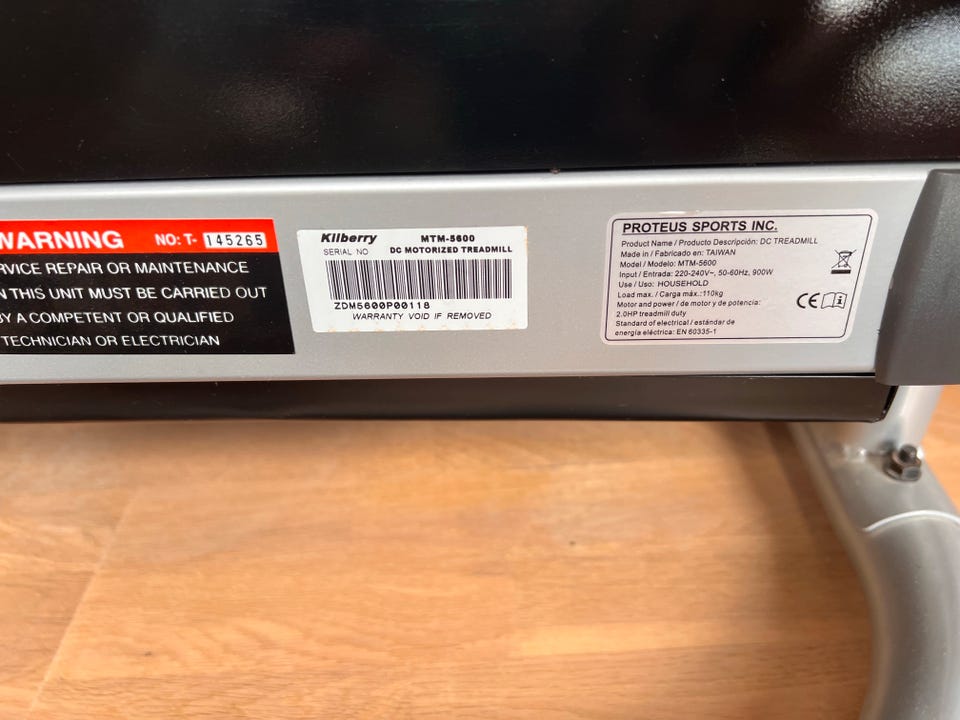 WARNING NO: T- 145265
RVICE REPAIR OR MAINTENANCE
N THIS UNIT MUST BE CARRIED OUT
BY A COMPETENT OR QUALIFIED
TECHNICIAN OR ELECTRICIAN
Kilberry MTM-5600
SERIAL NO DC MOTORIZED TREADMILL
ZDM5600P00118
WARRANTY VOID IF REMOVED
PROTEUS SPORTS INC.
Product Name / Producto Descripción: DC TREADMILL
Made in / Fabricado en: TAIWAN
Model / Modelo: MTM-5600
Input / Entrada: 220-240V~, 50-60Hz, 900W
Use / Uso: HOUSEHOLD
Load max. / Carga máx.:110kg
Motor and power / de motor y de potencia:
2.0HP treadmill duty
Standard of electrical / estándar de
energía eléctrica: EN 60335-1
CE